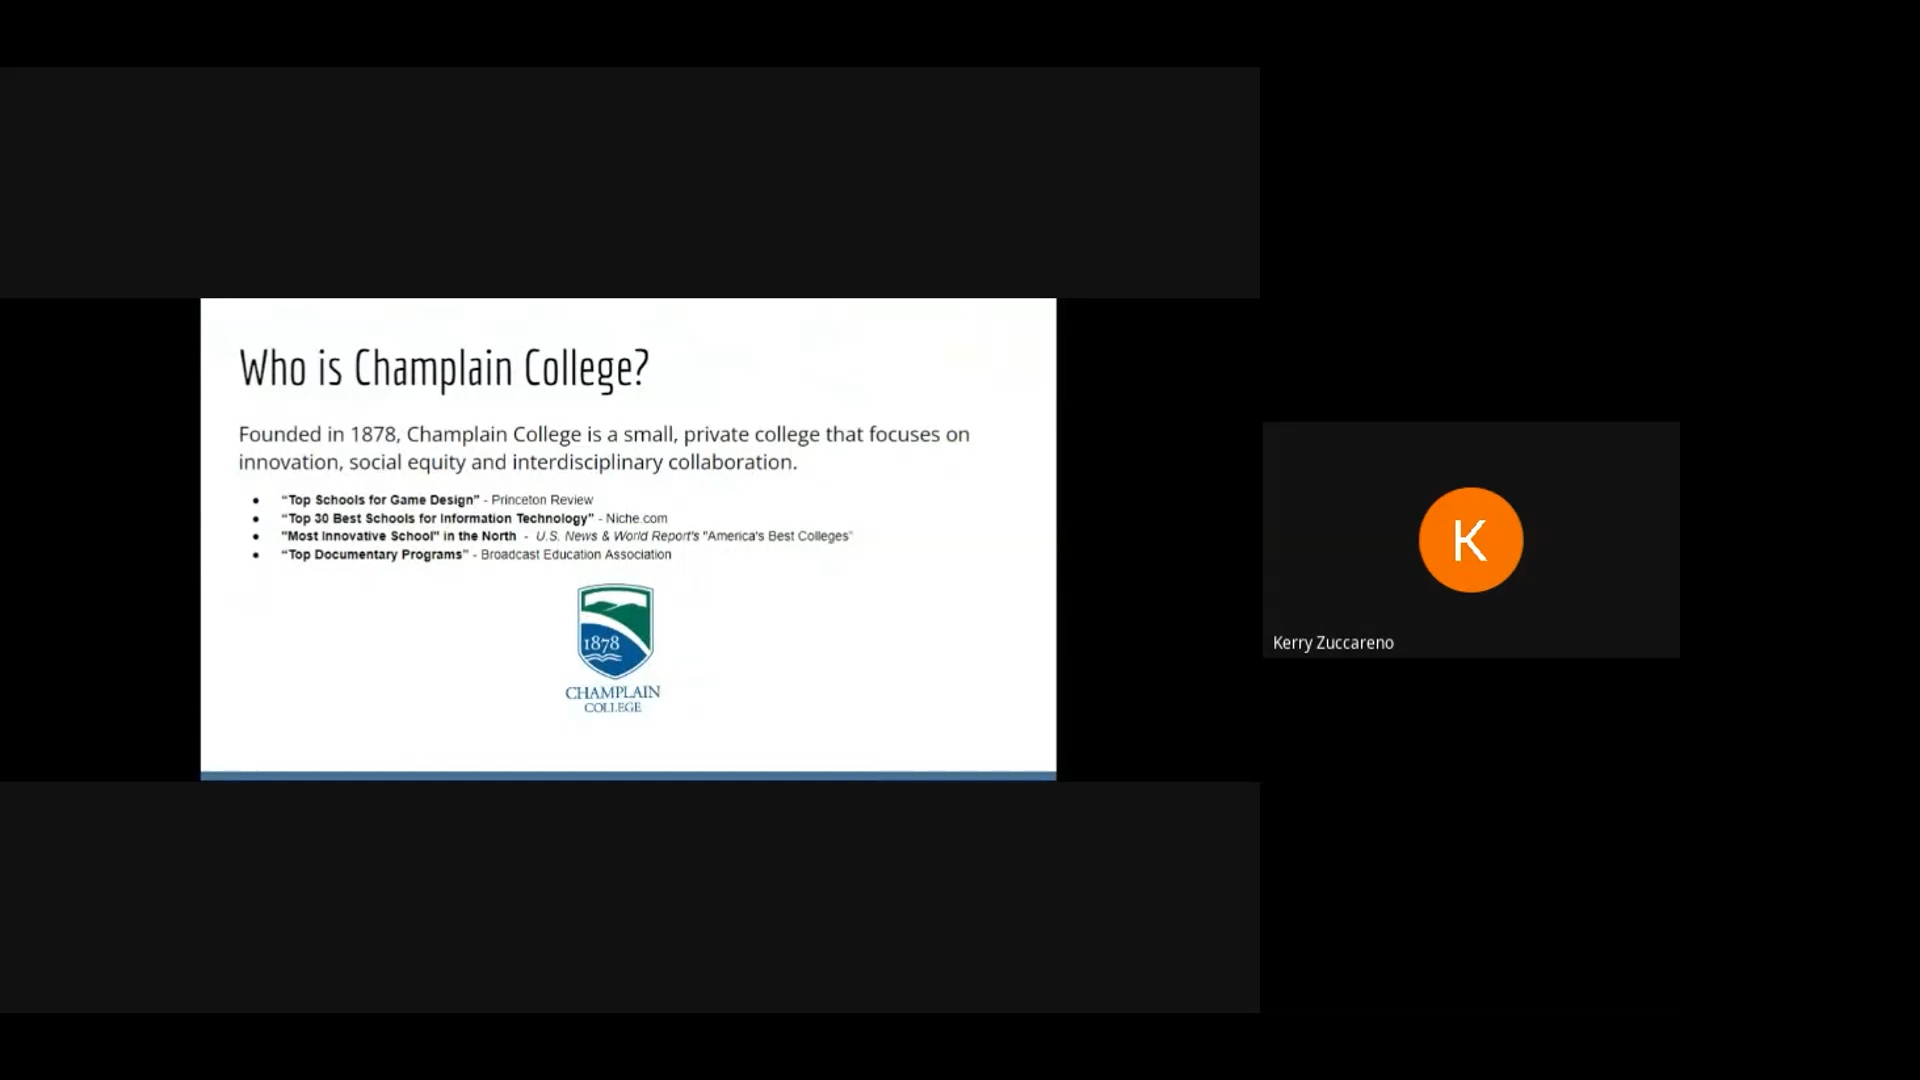 Who is Champlain College?
Founded in 1878, Champlain College is a small, private college that focuses on
innovation, social equity and interdisciplinary collaboration.
● “Top Schools for Game Design” - Princeton Review
● “Top 30 Best Schools for Information Technology” - Niche.com
● "Most Innovative School" in the North - U.S. News & World Report's "America's Best Colleges"
● “Top Documentary Programs” - Broadcast Education Association
1878
CHAMPLAIN
COLLEGE
K
Kerry Zuccareno